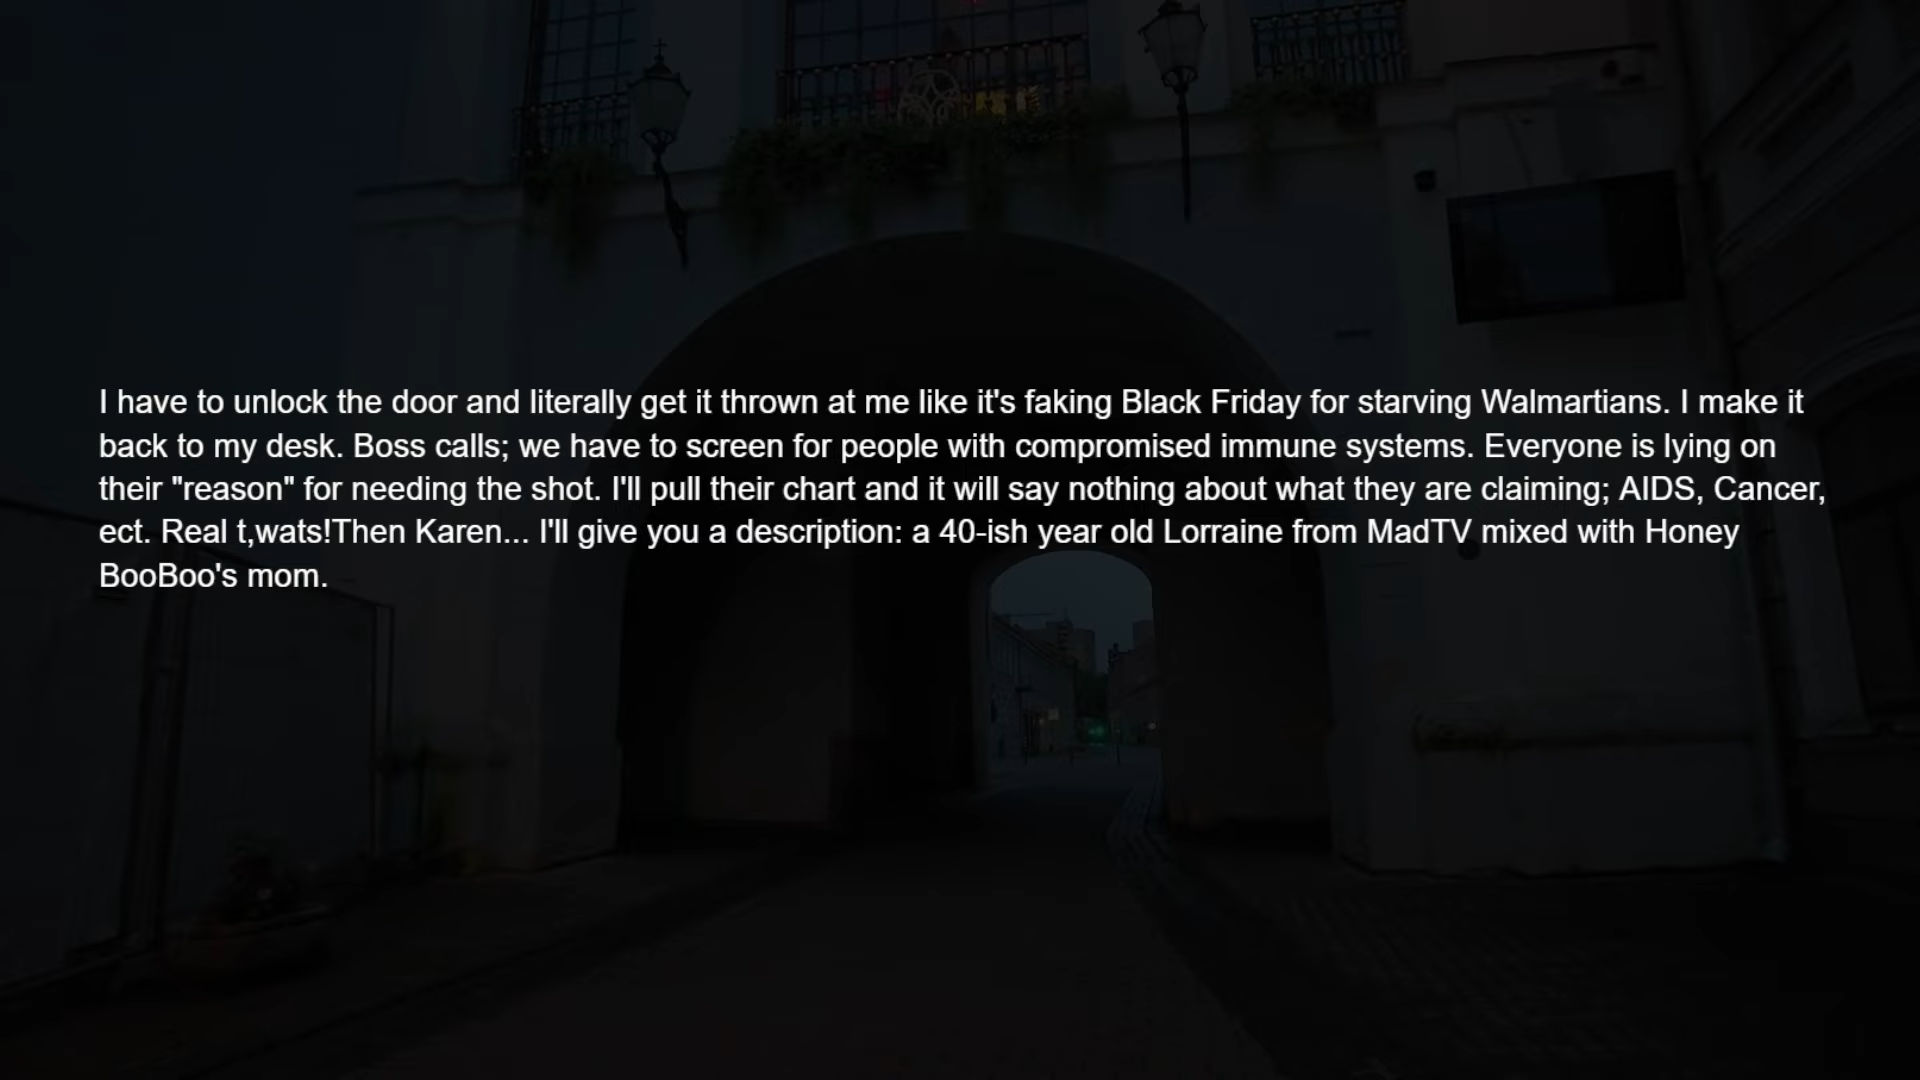 I have to unlock the door and literally get it thrown at me like it's faking Black Friday for starving Walmartians. I make it
back to my desk. Boss calls; we have to screen for people with compromised immune systems. Everyone is lying on
their "reason" for needing the shot. I'll pull their chart and it will say nothing about what they are claiming; AIDS, Cancer,
ect. Real t,wats!Then Karen... I'll give you a description: a 40-ish year old Lorraine from MadTV mixed with Honey
BooBoo's mom.